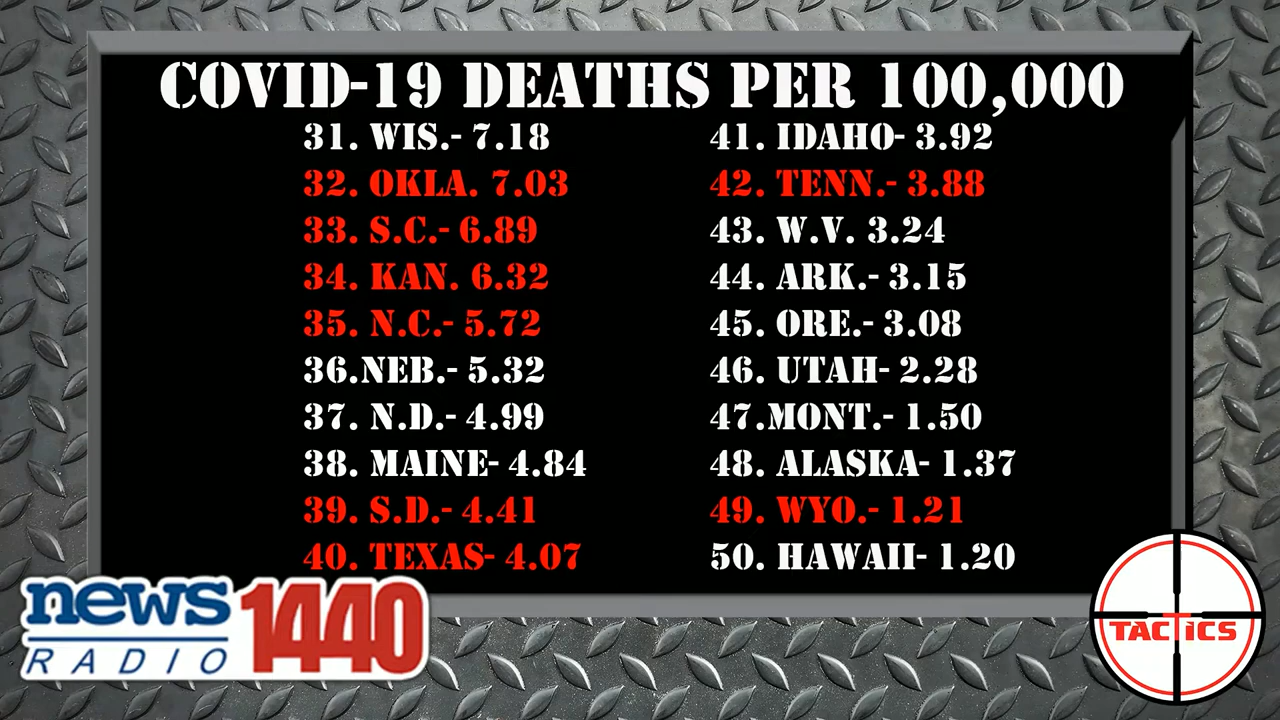 COVID-19 DEATHS PER 100,000
31. WIS.- 7.18
32. OKLA. 7.03
33. S.C.- 6.89
34. KAN. 6.32
35. N.C.- 5.72
36.NEB.- 5.32
37. N.D.- 4.99
38. MAINE- 4.84
39. S.D.- 4.41
40. TEXAS- 4.07
41. IDAHO- 3.92
42. TENN.- 3.88
43. W.V. 3.24
44. ARK.- 3.15
45. ORE.- 3.08
46. UTAH- 2.28
47.MONT.- 1.50
48. ALASKA- 1.37
49. WYO.- 1.21
50. HAWAII- 1.20
news 1440
RADIO
TACTICS